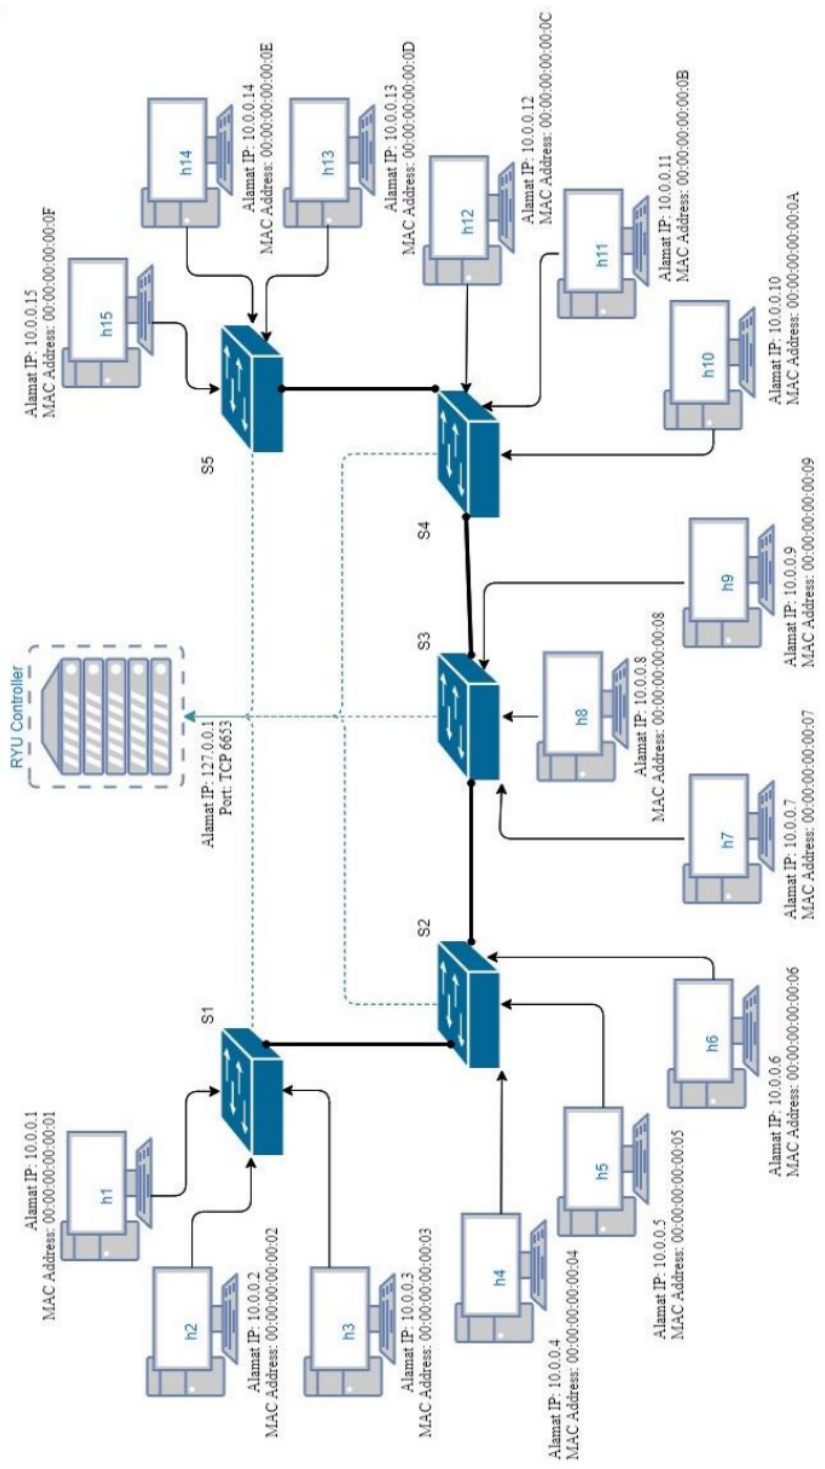 RYU Controller
Alamat IP: 127.0.0.1
Port: TCP 6653
S1
S2
S3
S4
S5
h1
Alamat IP: 10.0.0.1
MAC Address: 00:00:00:00:00:01
h2
Alamat IP: 10.0.0.2
MAC Address: 00:00:00:00:00:02
h3
Alamat IP: 10.0.0.3
MAC Address: 00:00:00:00:00:03
h4
Alamat IP: 10.0.0.4
MAC Address: 00:00:00:00:00:04
h5
Alamat IP: 10.0.0.5
MAC Address: 00:00:00:00:00:05
h6
Alamat IP: 10.0.0.6
MAC Address: 00:00:00:00:00:06
h7
Alamat IP: 10.0.0.7
MAC Address: 00:00:00:00:00:07
h8
Alamat IP: 10.0.0.8
MAC Address: 00:00:00:00:00:08
h9
Alamat IP: 10.0.0.9
MAC Address: 00:00:00:00:00:09
h10
Alamat IP: 10.0.0.10
MAC Address: 00:00:00:00:00:0A
h11
Alamat IP: 10.0.0.11
MAC Address: 00:00:00:00:00:0B
h12
Alamat IP: 10.0.0.12
MAC Address: 00:00:00:00:00:0C
h13
Alamat IP: 10.0.0.13
MAC Address: 00:00:00:00:00:0D
h14
Alamat IP: 10.0.0.14
MAC Address: 00:00:00:00:00:0E
h15
Alamat IP: 10.0.0.15
MAC Address: 00:00:00:00:00:0F